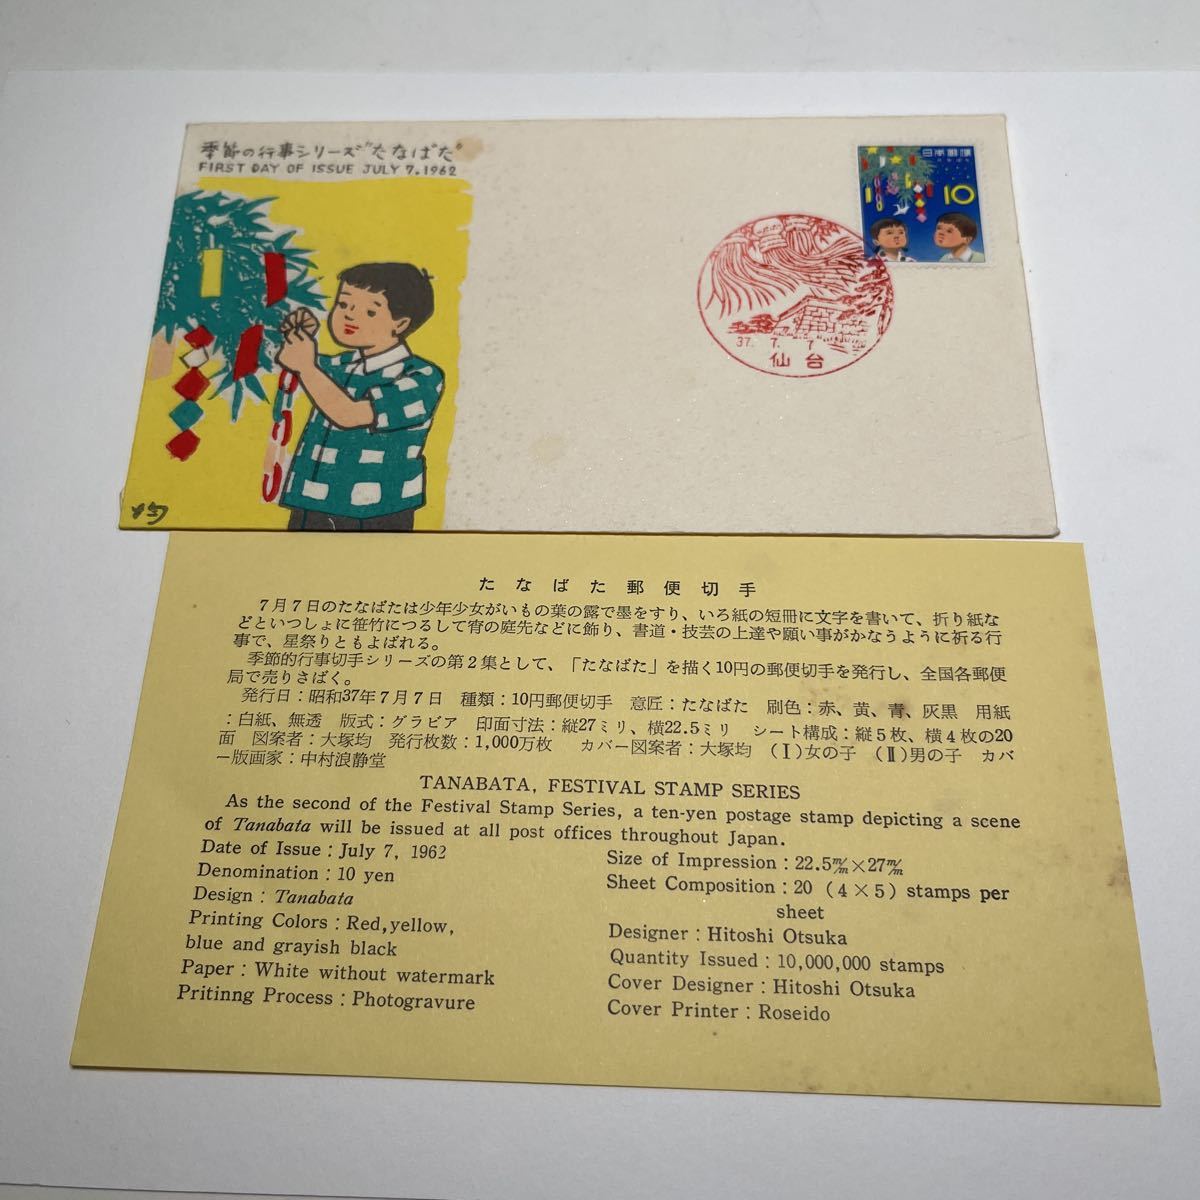 季節の行事シリーズ"たなばた"
FIRST DAY OF ISSUE JULY 7.1962
日本郵便
たなばた
10
37. 7. 7
仙台
たなばた郵便切手
7月7日のたなばたは少年少女がいもの葉の露で墨をすり、いろ紙の短冊に文字を書いて、折り紙な
どといつしょに笹竹につるして宵の庭先などに飾り、書道・技芸の上達や願い事がかなうように祈る行
事で、星祭りともよばれる。
季節的行事切手シリーズの第2集として、「たなばた」を描く10円の郵便切手を発行し、全国各郵便
局で売りさばく。
発行日:昭和37年7月7日 種類:10円郵便切手 意匠:たなばた 刷色:赤、黄、青、灰黒 用紙
:白紙、無透 版式:グラビア 印面寸法:縦27ミリ、横22.5ミリ シート構成:縦5枚、横4枚の20
面 図案者:大塚均 発行枚数:1,000万枚 カバー図案者:大塚均 (Ⅰ)女の子 (Ⅱ)男の子 カバ
ー版画家:中村浪静堂
TANABATA, FESTIVAL STAMP SERIES
As the second of the Festival Stamp Series, a ten-yen postage stamp depicting a scene
of Tanabata will be issued at all post offices throughout Japan.
Date of Issue : July 7, 1962
Denomination : 10 yen
Design : Tanabata
Printing Colors : Red, yellow,
blue and grayish black
Paper : White without watermark
Pritinng Process : Photogravure
Size of Impression : 22.5m/m×27m/m
Sheet Composition : 20 (4×5) stamps per
sheet
Designer : Hitoshi Otsuka
Quantity Issued : 10,000,000 stamps
Cover Designer : Hitoshi Otsuka
Cover Printer : Roseido